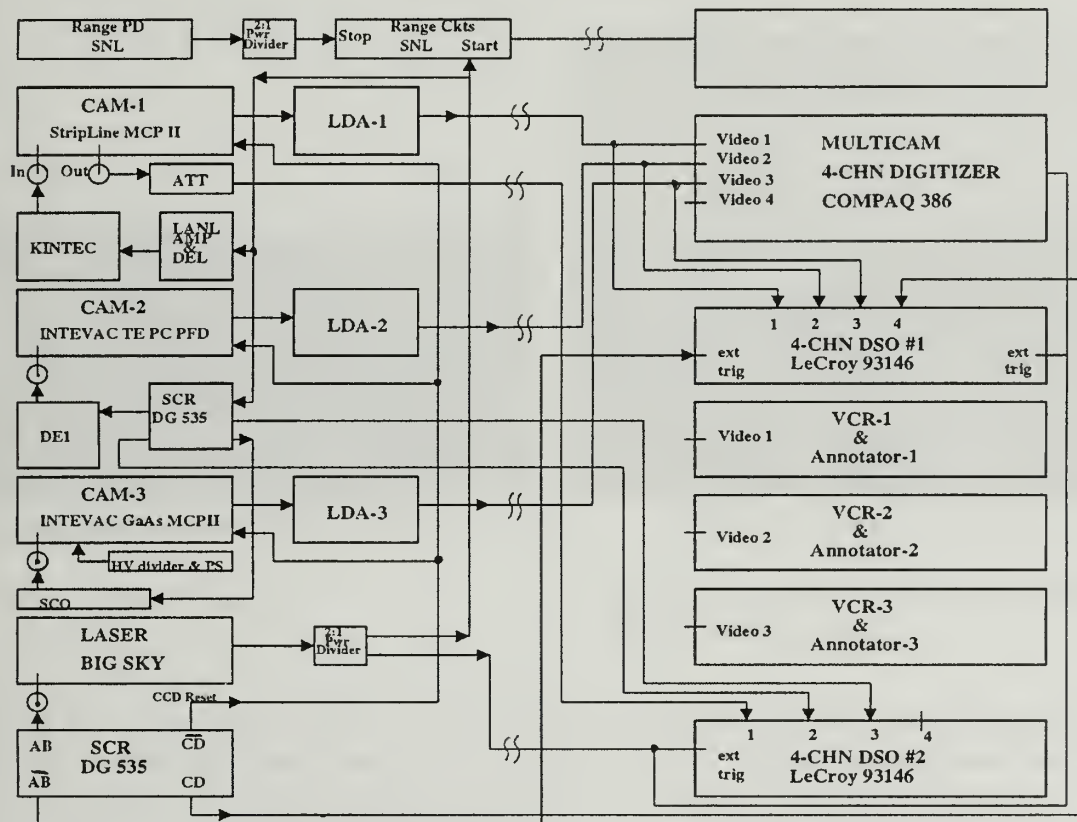 Range PD
SNL
2:1
Pwr
Divider
Range Ckts
Stop
SNL
Start
CAM-1
StripLine MCP II
In
Out
ATT
LDA-1
KINTEC
LANL
AMP
&
DEL
Video 1
Video 2
Video 3
Video 4
MULTICAM
4-CHN DIGITIZER
COMPAQ 386
CAM-2
INTEVAC TE PC PFD
LDA-2
1
2
3
4
ext
trig
4-CHN DSO #1
LeCroy 93146
ext
trig
DE1
SCR
DG 535
Video 1
VCR-1
&
Annotator-1
CAM-3
INTEVAC GaAs MCPII
LDA-3
HV divider & PS
SCO
Video 2
VCR-2
&
Annotator-2
LASER
BIG SKY
2:1
Pwr
Divider
Video 3
VCR-3
&
Annotator-3
CCD Reset
AB
SCR
DG 535
C̅D̅
A̅B̅
CD
1
2
3
4
ext
trig
4-CHN DSO #2
LeCroy 93146